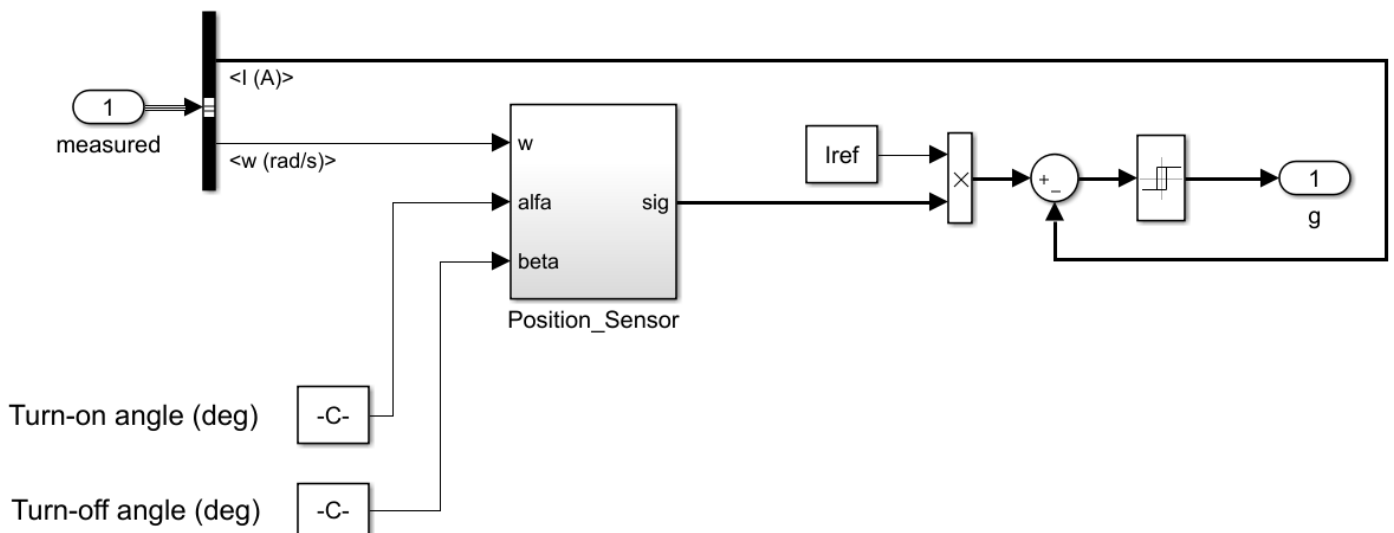 <I (A)>
1
measured
<w (rad/s)>
w
alfa
beta
sig
Position_Sensor
Iref
×
+
−
1
g
Turn-on angle (deg)
-C-
Turn-off angle (deg)
-C-